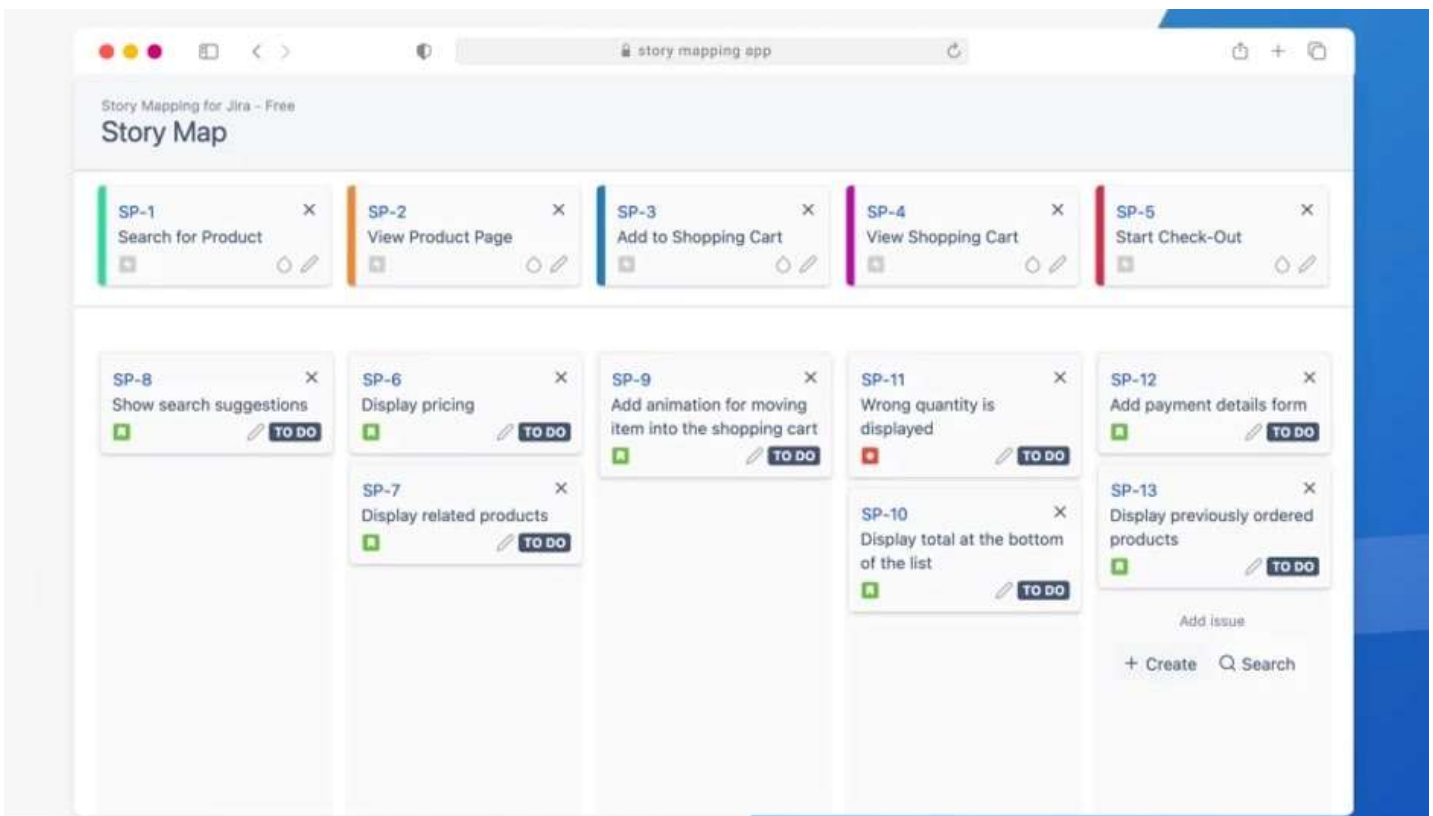 story mapping app
Story Mapping for Jira - Free
Story Map
SP-1
Search for Product
SP-2
View Product Page
SP-3
Add to Shopping Cart
SP-4
View Shopping Cart
SP-5
Start Check-Out
SP-8
Show search suggestions
TO DO
SP-6
Display pricing
TO DO
SP-7
Display related products
TO DO
SP-9
Add animation for moving
item into the shopping cart
TO DO
SP-11
Wrong quantity is
displayed
TO DO
SP-10
Display total at the bottom
of the list
TO DO
SP-12
Add payment details form
TO DO
SP-13
Display previously ordered
products
TO DO
Add issue
+ Create
Search